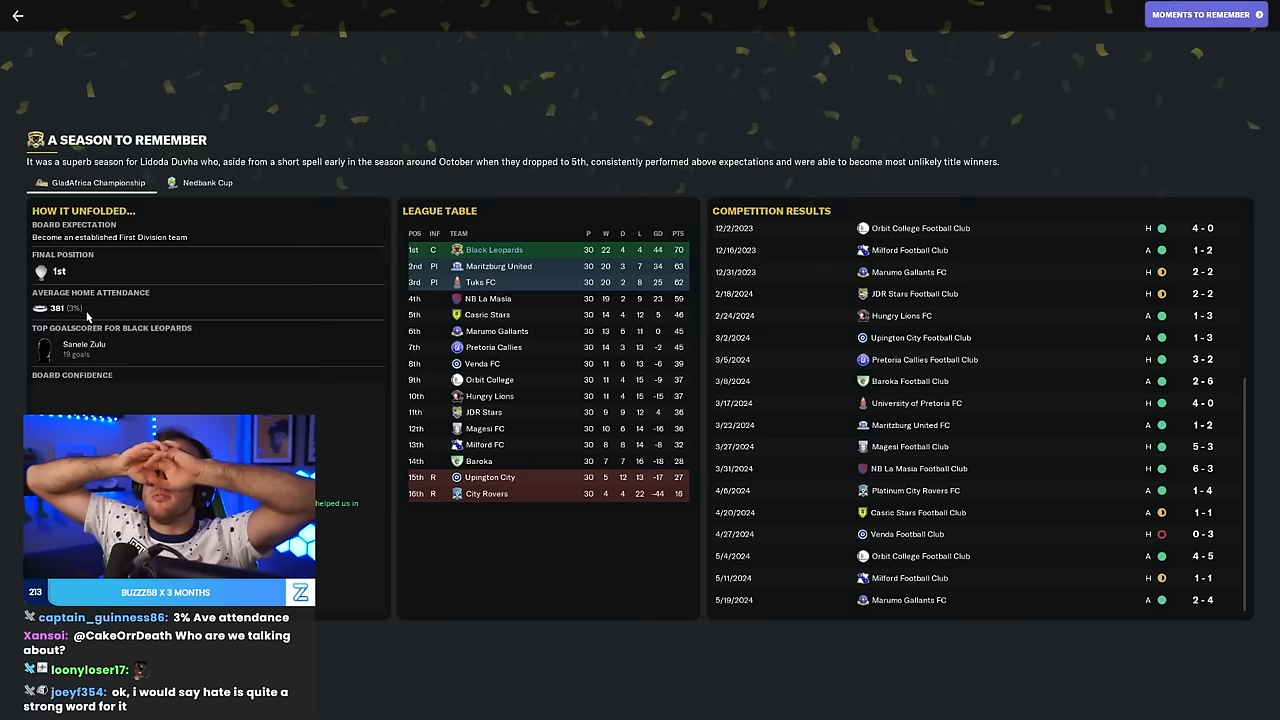 MOMENTS TO REMEMBER
A SEASON TO REMEMBER
It was a superb season for Lidoda Duvha who, aside from a short spell early in the season around October when they dropped to 5th, consistently performed above expectations and were able to become most unlikely title winners.
GladAfrica Championship Nedbank Cup
HOW IT UNFOLDED...
BOARD EXPECTATION
Become an established First Division team
FINAL POSITION
1st
AVERAGE HOME ATTENDANCE
381 (3%)
TOP GOALSCORER FOR BLACK LEOPARDS
Sanele Zulu
19 goals
BOARD CONFIDENCE
helped us in
LEAGUE TABLE
POS INF TEAM P W D L GD PTS
1st C Black Leopards 30 22 4 4 44 70
2nd Pl Maritzburg United 30 20 3 7 34 63
3rd Pl Tuks FC 30 20 2 8 25 62
4th NB La Masia 30 19 2 9 23 59
5th Casric Stars 30 14 4 12 5 46
6th Marumo Gallants 30 13 6 11 0 45
7th Pretoria Callies 30 14 3 13 -2 45
8th Venda FC 30 11 6 13 -6 39
9th Orbit College 30 11 4 15 -9 37
10th Hungry Lions 30 11 4 15 -15 37
11th JDR Stars 30 9 9 12 4 36
12th Magesi FC 30 10 6 14 -16 36
13th Milford FC 30 8 8 14 -8 32
14th Baroka 30 7 7 16 -18 28
15th R Upington City 30 5 12 13 -17 27
16th R City Rovers 30 4 4 22 -44 16
COMPETITION RESULTS
12/2/2023 Orbit College Football Club H 4 - 0
12/16/2023 Milford Football Club A 1 - 2
12/31/2023 Marumo Gallants FC H 2 - 2
2/18/2024 JDR Stars Football Club H 2 - 2
2/24/2024 Hungry Lions FC A 1 - 3
3/2/2024 Upington City Football Club A 1 - 3
3/5/2024 Pretoria Callies Football Club H 3 - 2
3/8/2024 Baroka Football Club A 2 - 6
3/17/2024 University of Pretoria FC H 4 - 0
3/22/2024 Maritzburg United FC A 1 - 2
3/27/2024 Magesi Football Club H 5 - 3
3/31/2024 NB La Masia Football Club H 6 - 3
4/6/2024 Platinum City Rovers FC A 1 - 4
4/20/2024 Casric Stars Football Club A 1 - 1
4/27/2024 Venda Football Club H 0 - 3
5/4/2024 Orbit College Football Club A 4 - 5
5/11/2024 Milford Football Club H 1 - 1
5/19/2024 Marumo Gallants FC A 2 - 4
213 BUZZ68 X 3 MONTHS Z
captain_guinness86: 3% Ave attendance
Xansoi: @CakeOrrDeath Who are we talking
about?
loonyloser17:
joeyf354: ok, i would say hate is quite a
strong word for it